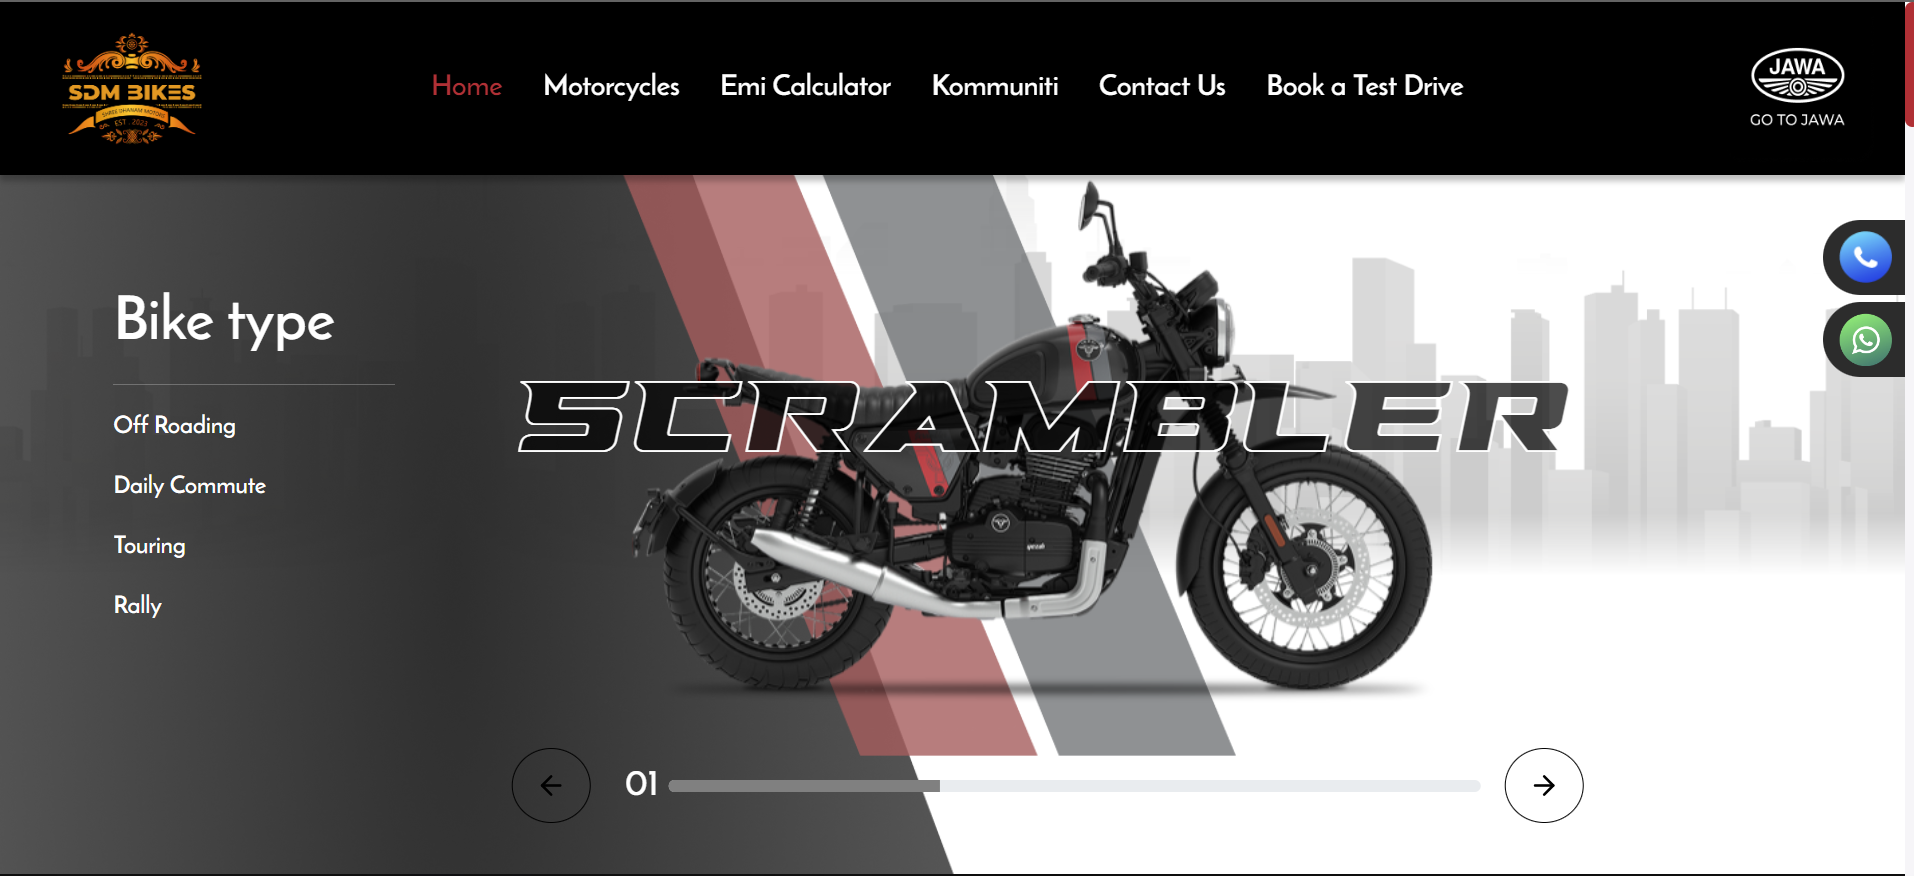 SDM BIKES
SHREE DHANAM MOTORS
EST . 2023
Home
Motorcycles
Emi Calculator
Kommuniti
Contact Us
Book a Test Drive
JAWA
GO TO JAWA
Bike type
Off Roading
Daily Commute
Touring
Rally
SCRAMBLER
01